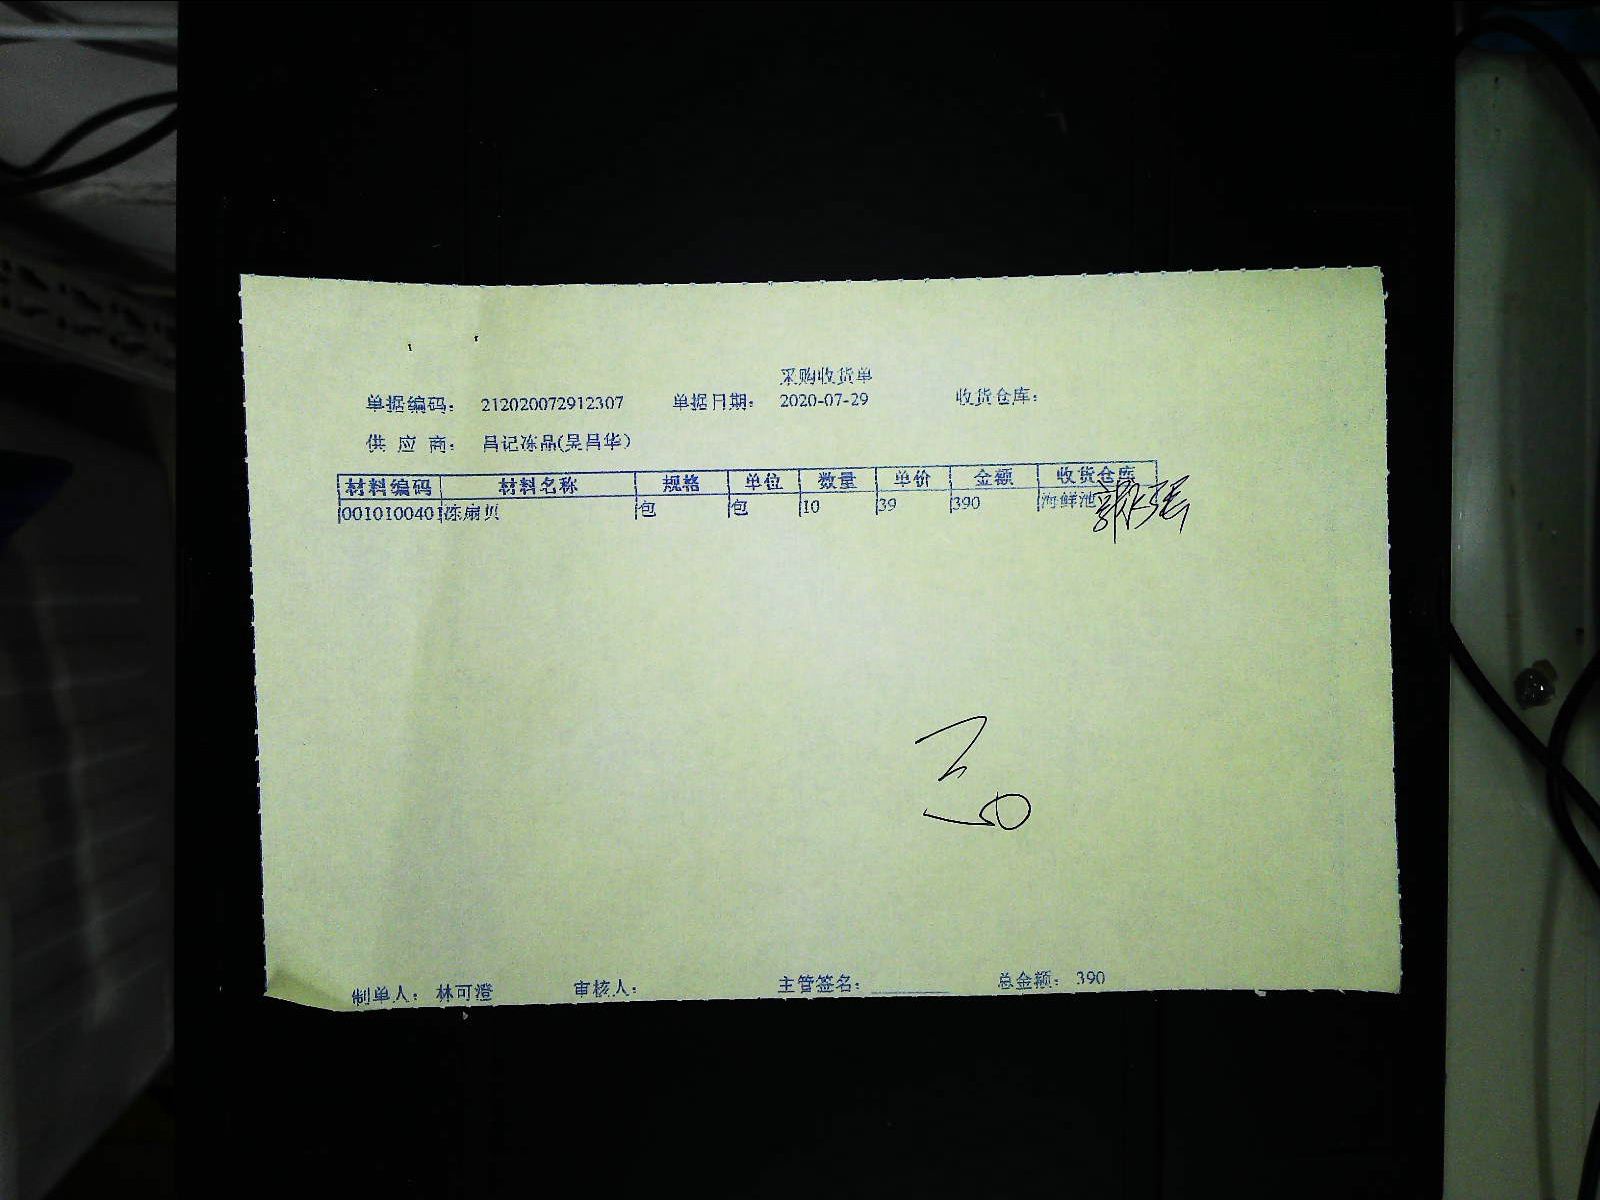 采购收货单
单据编码: 212020072912307 单据日期: 2020-07-29 收货仓库:
供应商: 昌记冻品(吴昌华)
材料编码 材料名称 规格 单位 数量 单价 金额 收货仓库
0010100401 冻扇贝 包 包 10 39 390 海鲜池
制单人: 林可澄 审核人: 主管签名: 总金额: 390